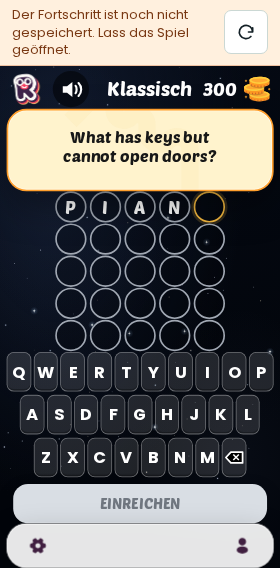 Der Fortschritt ist noch nicht
gespeichert. Lass das Spiel
geöffnet.
R Klassisch 300
What has keys but
cannot open doors?
P I A N
Q W E R T Y U I O P
A S D F G H J K L
Z X C V B N M
EINREICHEN